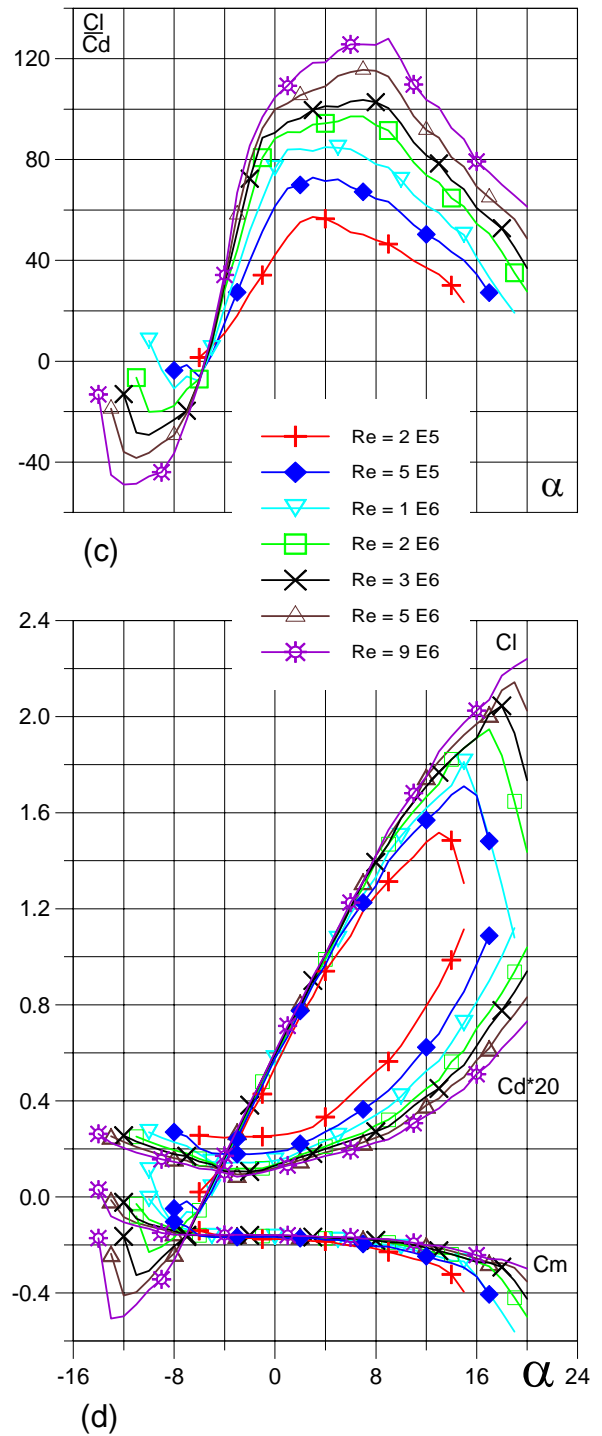 Cl
Cd
120
80
40
0
-40
α
(c)
Re = 2 E5
Re = 5 E5
Re = 1 E6
Re = 2 E6
Re = 3 E6
Re = 5 E6
Re = 9 E6
2.4
Cl
2.0
1.6
1.2
0.8
0.4
Cd*20
0.0
Cm
-0.4
-16 -8 0 8 16 α 24
(d)